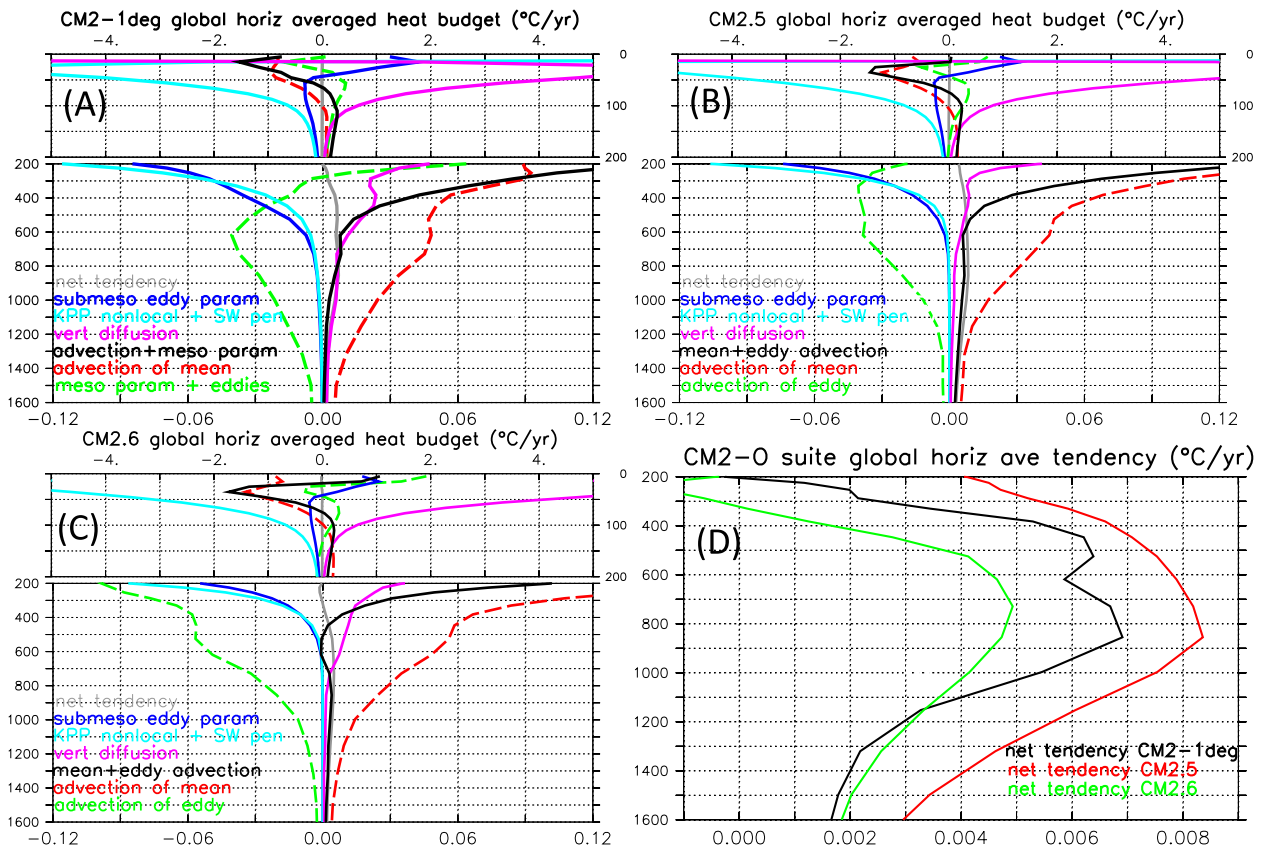 CM2-1deg global horiz averaged heat budget (°C/yr)
-4. -2. 0. 2. 4.
0
100
200
(A)
200
400
600
800
1000
1200
1400
1600
net tendency
submeso eddy param
KPP nonlocal + SW pen
vert diffusion
advection+meso param
advection of mean
meso param + eddies
-0.12 -0.06 0.00 0.06 0.12
CM2.5 global horiz averaged heat budget (°C/yr)
-4. -2. 0. 2. 4.
0
100
200
(B)
200
400
600
800
1000
1200
1400
1600
net tendency
submeso eddy param
KPP nonlocal + SW pen
vert diffusion
mean+eddy advection
advection of mean
advection of eddy
-0.12 -0.06 0.00 0.06 0.12
CM2.6 global horiz averaged heat budget (°C/yr)
-4. -2. 0. 2. 4.
0
100
200
(C)
200
400
600
800
1000
1200
1400
1600
net tendency
submeso eddy param
KPP nonlocal + SW pen
vert diffusion
mean+eddy advection
advection of mean
advection of eddy
-0.12 -0.06 0.00 0.06 0.12
CM2-O suite global horiz ave tendency (°C/yr)
200
400
600
800
1000
1200
1400
1600
(D)
net tendency CM2-1deg
net tendency CM2.5
net tendency CM2.6
0.000 0.002 0.004 0.006 0.008